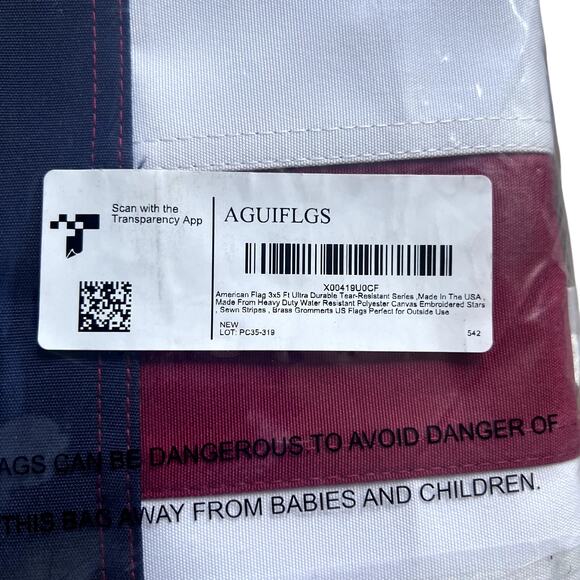 Scan with the
Transparency App
AGUIFLGS
X00419U0CF
American Flag 3x5 Ft Ultra Durable Tear-Resistant Series ,Made In The USA ,
Made From Heavy Duty Water Resistant Polyester Canvas Embroidered Stars
, Sewn Stripes , Brass Grommerts US Flags Perfect for Outside Use
NEW
LOT: PC35-319
542
AGS CAN BE DANGEROUS TO AVOID DANGER OF
THIS BAG AWAY FROM BABIES AND CHILDREN.